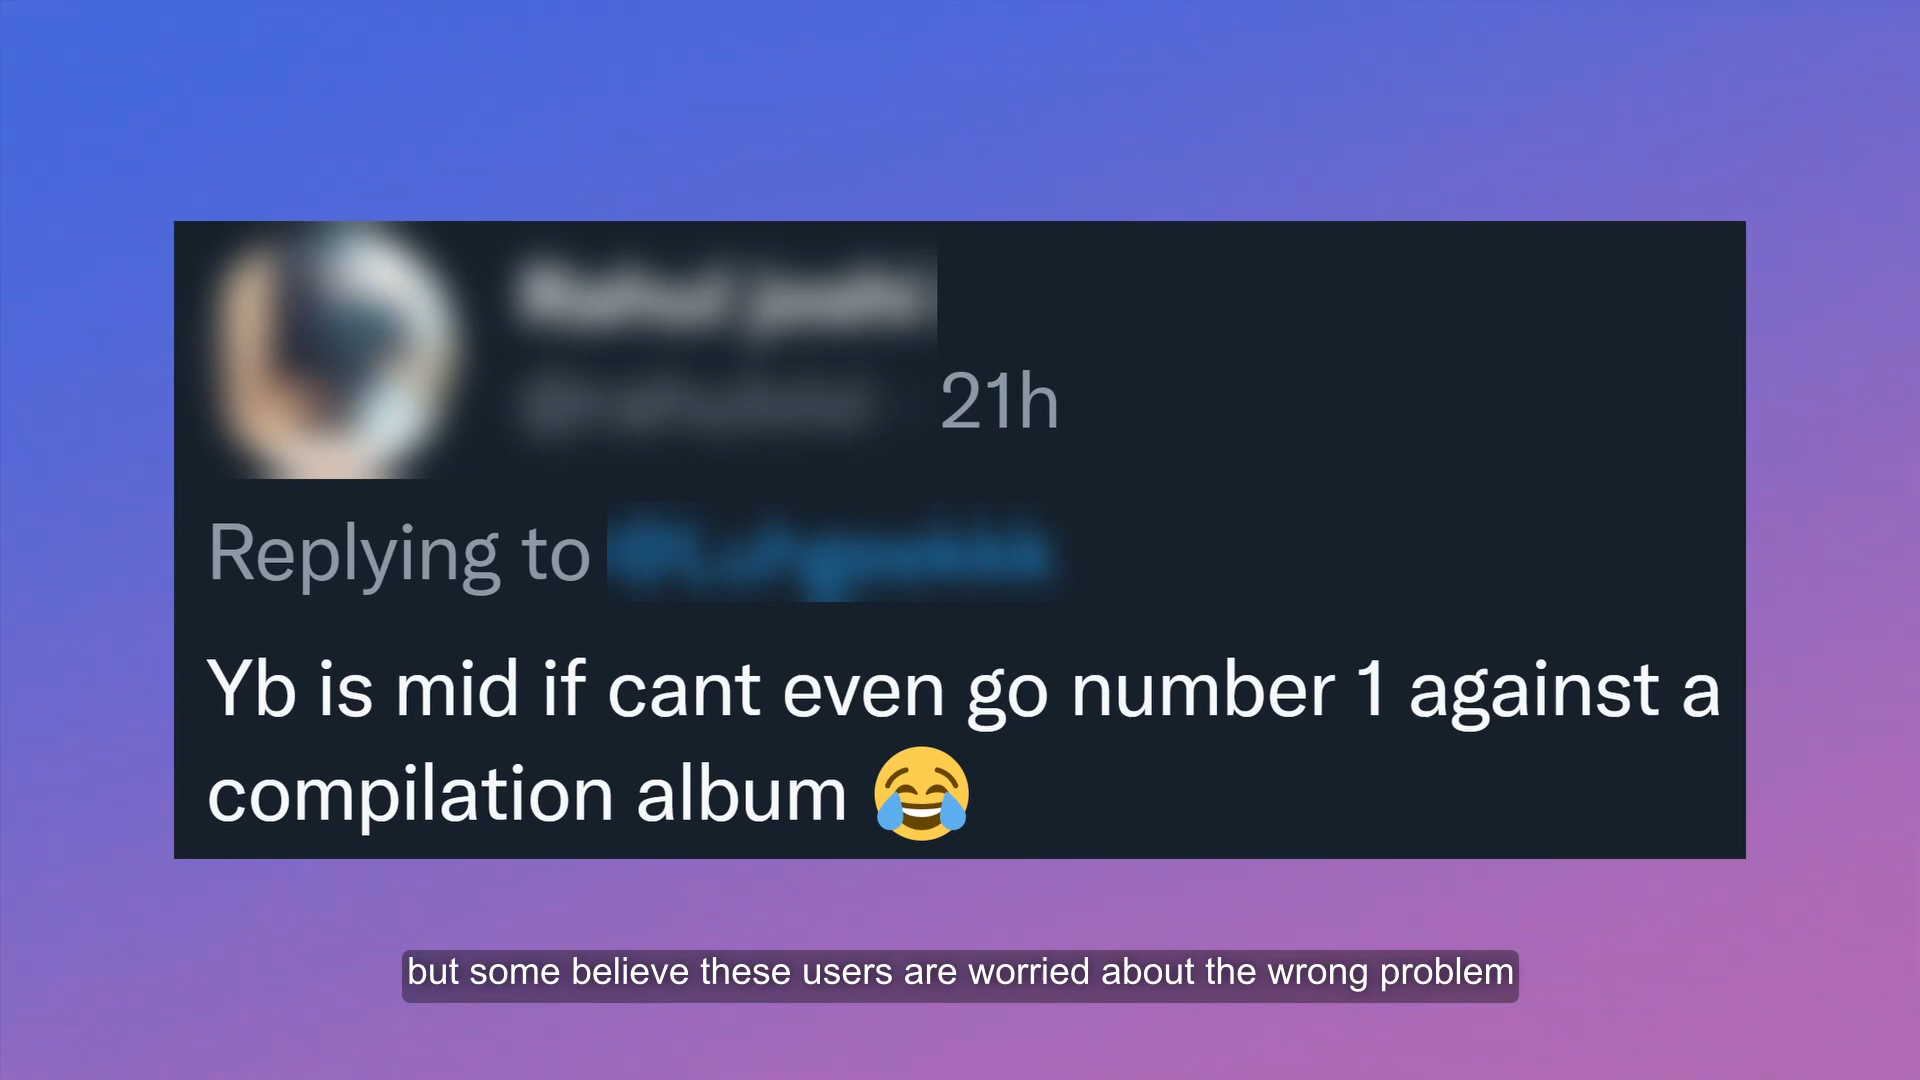 21h
Replying to
Yb is mid if cant even go number 1 against a
compilation album 😂
but some believe these users are worried about the wrong problem